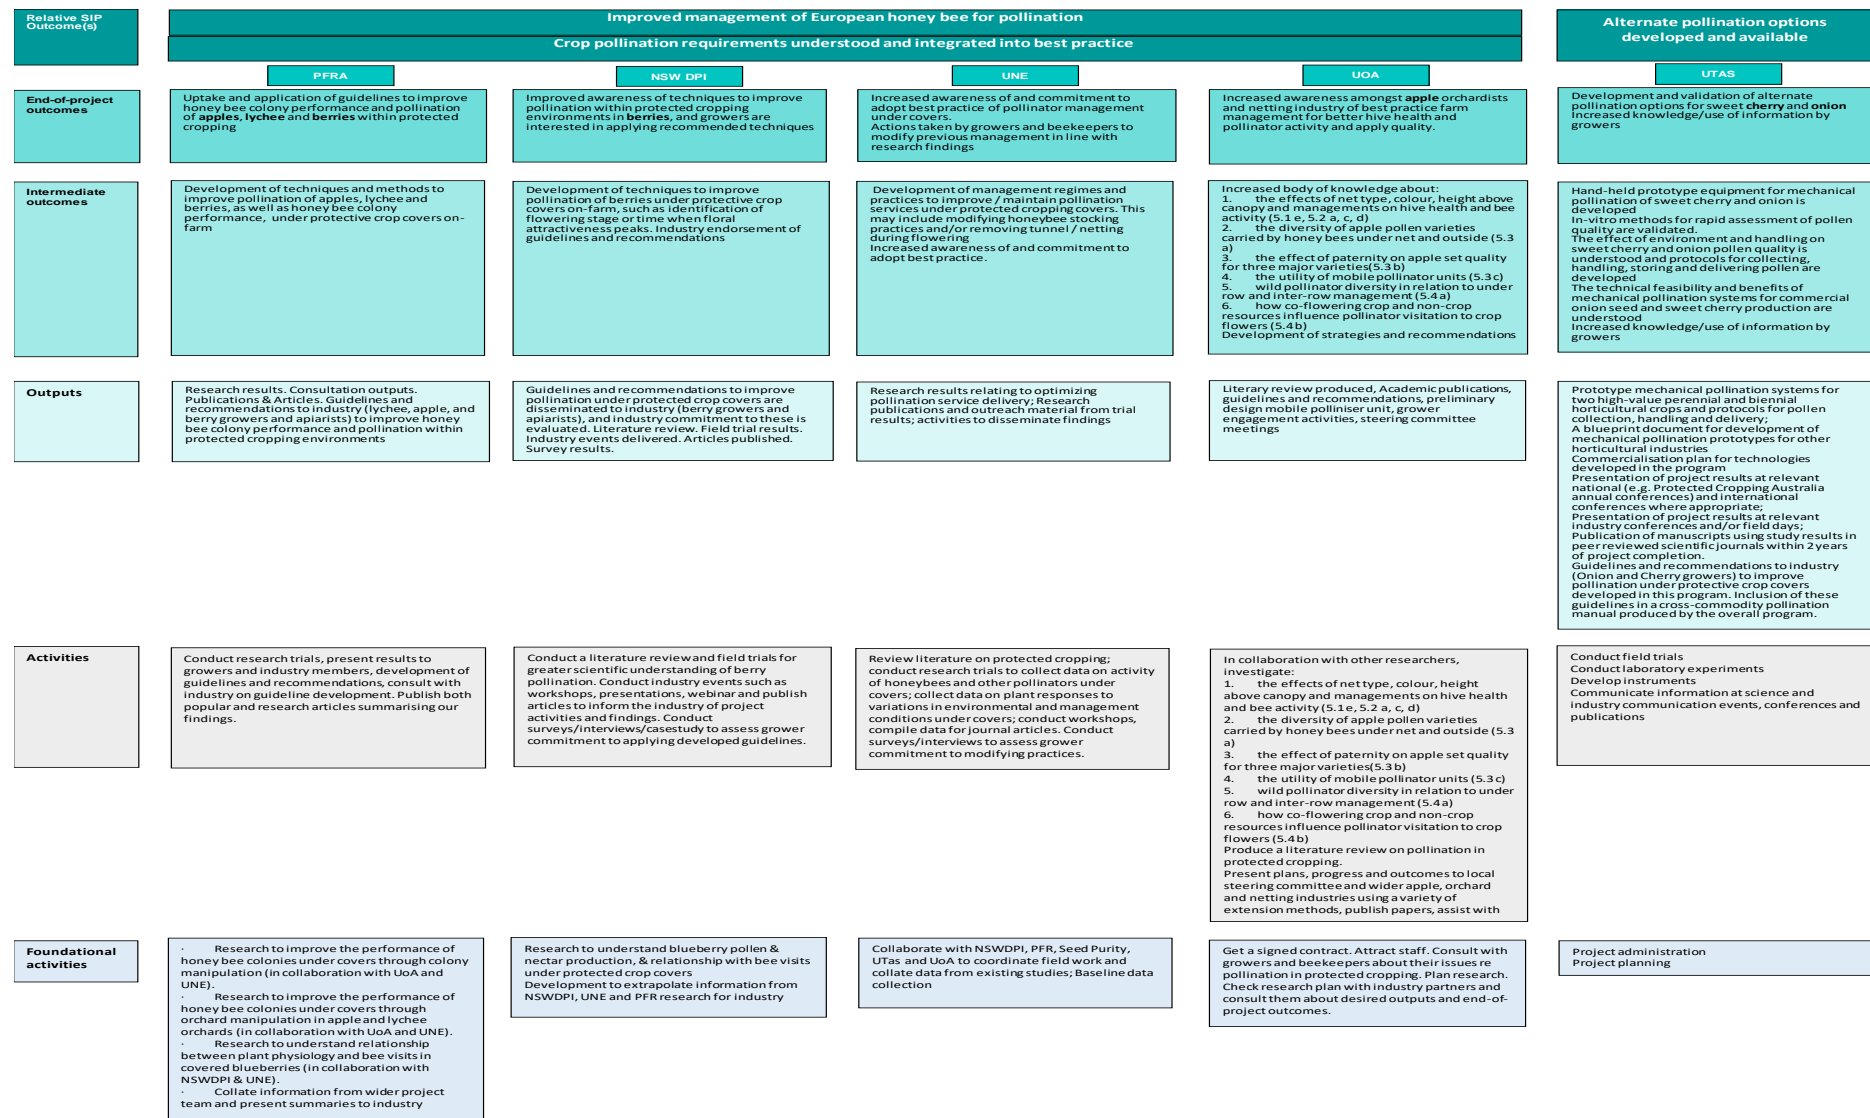 Relative SIP
Outcome(s)
Improved management of European honey bee for pollination
Crop pollination requirements understood and integrated into best practice
Alternate pollination options
developed and available
PFRA
NSW DPI
UNE
UOA
UTAS
End-of-project
outcomes
Uptake and application of guidelines to improve
honey bee colony performance and pollination
of apples, lychee and berries within protected
cropping
Improved awareness of techniques to improve
pollination within protected cropping
environments in berries, and growers are
interested in applying recommended techniques
Increased awareness of and commitment to
adopt best practice of pollinator management
under covers.
Actions taken by growers and beekeepers to
modify previous management in line with
research findings
Increased awareness amongst apple orchardists
and netting industry of best practice farm
management for better hive health and
pollinator activity and apply quality.
Development and validation of alternate
pollination options for sweet cherry and onion
Increased knowledge/use of information by
growers
Intermediate
outcomes
Development of techniques and methods to
improve pollination of apples, lychee and
berries, as well as honey bee colony
performance, under protective crop covers on-
farm
Development of techniques to improve
pollination of berries under protective crop
covers on-farm, such as identification of
flowering stage or time when floral
attractiveness peaks. Industry endorsement of
guidelines and recommendations
Development of management regimes and
practices to improve / maintain pollination
services under protected cropping covers. This
may include modifying honeybee stocking
practices and/or removing tunnel / netting
during flowering
Increased awareness of and commitment to
adopt best practice.
Increased body of knowledge about:
1. the effects of net type, colour, height above
canopy and managements on hive health and bee
activity (5.1 e, 5.2 a, c, d)
2. the diversity of apple pollen varieties
carried by honey bees under net and outside (5.3
a)
3. the effect of paternity on apple set quality
for three major varieties(5.3 b)
4. the utility of mobile pollinator units (5.3 c)
5. wild pollinator diversity in relation to under
row and inter-row management (5.4 a)
6. how co-flowering crop and non-crop
resources influence pollinator visitation to crop
flowers (5.4 b)
Development of strategies and recommendations
Hand-held prototype equipment for mechanical
pollination of sweet cherry and onion is
developed
In-vitro methods for rapid assessment of pollen
quality are validated.
The effect of environment and handling on
sweet cherry and onion pollen quality is
understood and protocols for collecting,
handling, storing and delivering pollen are
developed
The technical feasibility and benefits of
mechanical pollination systems for commercial
onion seed and sweet cherry production are
understood
Increased knowledge/use of information by
growers
Outputs
Research results. Consultation outputs.
Publications & Articles. Guidelines and
recommendations to industry (lychee, apple, and
berry growers and apiarists) to improve honey
bee colony performance and pollination within
protected cropping environments
Guidelines and recommendations to improve
pollination under protected crop covers are
disseminated to industry (berry growers and
apiarists), and industry commitment to these is
evaluated. Literature review. Field trial results.
Industry events delivered. Articles published.
Survey results.
Research results relating to optimizing
pollination service delivery; Research
publications and outreach material from trial
results; activities to disseminate findings
Literary review produced, Academic publications,
guidelines and recommendations, preliminary
design mobile polliniser unit, grower
engagement activities, steering committee
meetings
Prototype mechanical pollination systems for
two high-value perennial and biennial
horticultural crops and protocols for pollen
collection, handling and delivery;
A blueprint document for development of
mechanical pollination prototypes for other
horticultural industries
Commercialisation plan for technologies
developed in the program
Presentation of project results at relevant
national (e.g. Protected Cropping Australia
annual conferences) and international
conferences where appropriate;
Presentation of project results at relevant
industry conferences and/or field days;
Publication of manuscripts using study results in
peer reviewed scientific journals within 2 years
of project completion.
Guidelines and recommendations to industry
(Onion and Cherry growers) to improve
pollination under protective crop covers
developed in this program. Inclusion of these
guidelines in a cross-commodity pollination
manual produced by the overall program.
Activities
Conduct research trials, present results to
growers and industry members, development of
guidelines and recommendations, consult with
industry on guideline development. Publish both
popular and research articles summarising our
findings.
Conduct a literature review and field trials for
greater scientific understanding of berry
pollination. Conduct industry events such as
workshops, presentations, webinar and publish
articles to inform the industry of project
activities and findings. Conduct
surveys/interviews/casestudy to assess grower
commitment to applying developed guidelines.
Review literature on protected cropping;
conduct research trials to collect data on activity
of honeybees and other pollinators under
covers; collect data on plant responses to
variations in environmental and management
conditions under covers; conduct workshops,
compile data for journal articles. Conduct
surveys/interviews to assess grower
commitment to modifying practices.
In collaboration with other researchers,
investigate:
1. the effects of net type, colour, height
above canopy and managements on hive health
and bee activity (5.1 e, 5.2 a, c, d)
2. the diversity of apple pollen varieties
carried by honey bees under net and outside (5.3
a)
3. the effect of paternity on apple set quality
for three major varieties(5.3 b)
4. the utility of mobile pollinator units (5.3 c)
5. wild pollinator diversity in relation to under
row and inter-row management (5.4 a)
6. how co-flowering crop and non-crop
resources influence pollinator visitation to crop
flowers (5.4 b)
Produce a literature review on pollination in
protected cropping.
Present plans, progress and outcomes to local
steering committee and wider apple, orchard
and netting industries using a variety of
extension methods, publish papers, assist with
Conduct field trials
Conduct laboratory experiments
Develop instruments
Communicate information at science and
industry communication events, conferences and
publications
Foundational
activities
· Research to improve the performance of
honey bee colonies under covers through colony
manipulation (in collaboration with UoA and
UNE).
· Research to improve the performance of
honey bee colonies under covers through
orchard manipulation in apple and lychee
orchards (in collaboration with UoA and UNE).
· Research to understand relationship
between plant physiology and bee visits in
covered blueberries (in collaboration with
NSWDPI & UNE).
· Collate information from wider project
team and present summaries to industry
Research to understand blueberry pollen &
nectar production, & relationship with bee visits
under protected crop covers
Development to extrapolate information from
NSWDPI, UNE and PFR research for industry
Collaborate with NSWDPI, PFR, Seed Purity,
UTas and UoA to coordinate field work and
collate data from existing studies; Baseline data
collection
Get a signed contract. Attract staff. Consult with
growers and beekeepers about their issues re
pollination in protected cropping. Plan research.
Check research plan with industry partners and
consult them about desired outputs and end-of-
project outcomes.
Project administration
Project planning